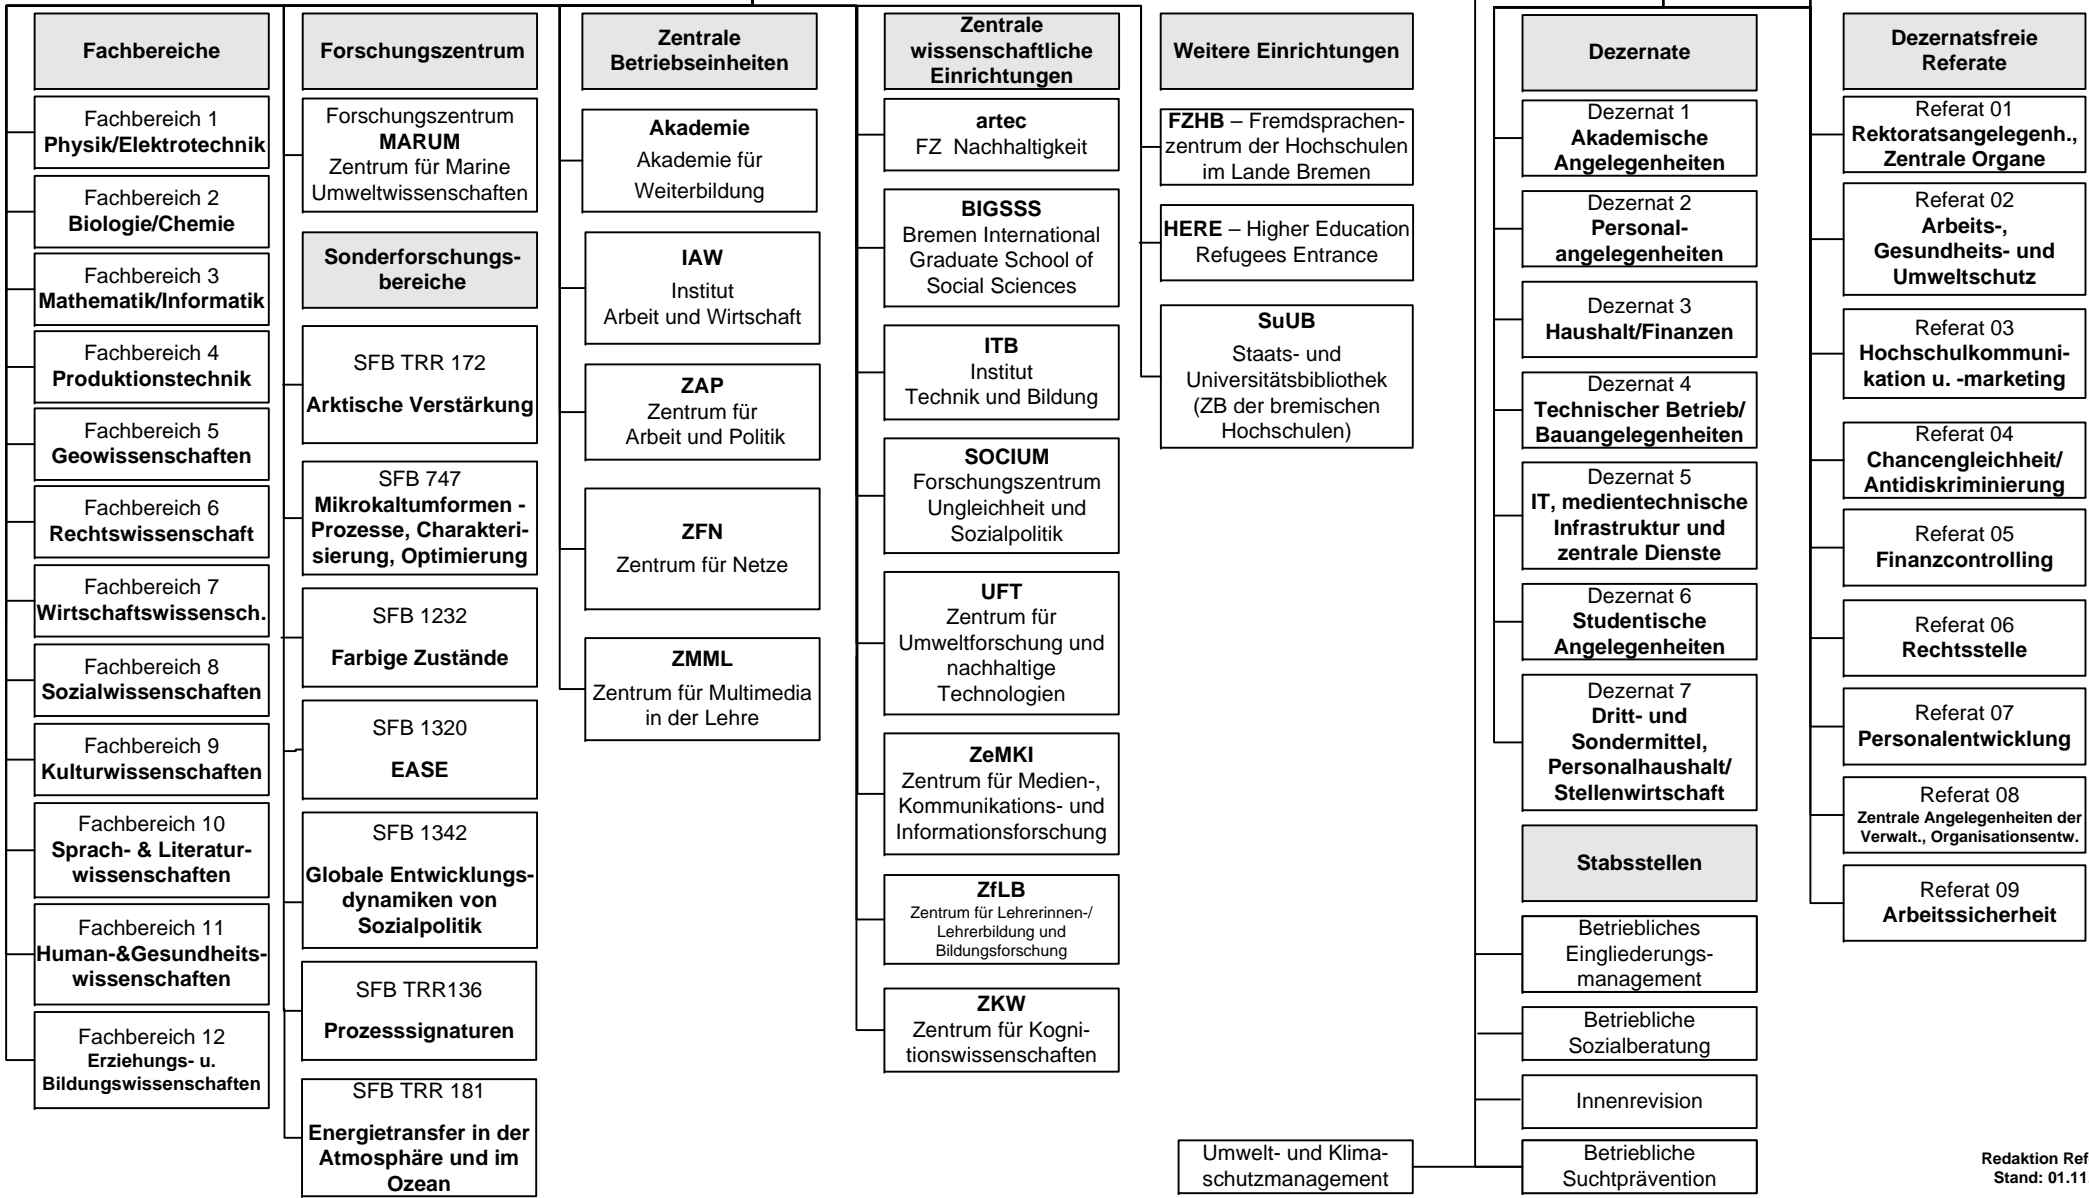 Fachbereiche
Fachbereich 1
Physik/Elektrotechnik
Fachbereich 2
Biologie/Chemie
Fachbereich 3
Mathematik/Informatik
Fachbereich 4
Produktionstechnik
Fachbereich 5
Geowissenschaften
Fachbereich 6
Rechtswissenschaft
Fachbereich 7
Wirtschaftswissensch.
Fachbereich 8
Sozialwissenschaften
Fachbereich 9
Kulturwissenschaften
Fachbereich 10
Sprach- & Literatur-
wissenschaften
Fachbereich 11
Human-&Gesundheits-
wissenschaften
Fachbereich 12
Erziehungs- u.
Bildungswissenschaften
Forschungszentrum
Forschungszentrum
MARUM
Zentrum für Marine
Umweltwissenschaften
Sonderforschungs-
bereiche
SFB TRR 172
Arktische Verstärkung
SFB 747
Mikrokaltumformen -
Prozesse, Charakteri-
sierung, Optimierung
SFB 1232
Farbige Zustände
SFB 1320
EASE
SFB 1342
Globale Entwicklungs-
dynamiken von
Sozialpolitik
SFB TRR136
Prozesssignaturen
SFB TRR 181
Energietransfer in der
Atmosphäre und im
Ozean
Zentrale
Betriebseinheiten
Akademie
Akademie für
Weiterbildung
IAW
Institut
Arbeit und Wirtschaft
ZAP
Zentrum für
Arbeit und Politik
ZFN
Zentrum für Netze
ZMML
Zentrum für Multimedia
in der Lehre
Zentrale
wissenschaftliche
Einrichtungen
artec
FZ Nachhaltigkeit
BIGSSS
Bremen International
Graduate School of
Social Sciences
ITB
Institut
Technik und Bildung
SOCIUM
Forschungszentrum
Ungleichheit und
Sozialpolitik
UFT
Zentrum für
Umweltforschung und
nachhaltige
Technologien
ZeMKI
Zentrum für Medien-,
Kommunikations- und
Informationsforschung
ZfLB
Zentrum für Lehrerinnen-/
Lehrerbildung und
Bildungsforschung
ZKW
Zentrum für Kogni-
tionswissenschaften
Weitere Einrichtungen
FZHB – Fremdsprachen-
zentrum der Hochschulen
im Lande Bremen
HERE – Higher Education
Refugees Entrance
SuUB
Staats- und
Universitätsbibliothek
(ZB der bremischen
Hochschulen)
Umwelt- und Klima-
schutzmanagement
Dezernate
Dezernat 1
Akademische
Angelegenheiten
Dezernat 2
Personal-
angelegenheiten
Dezernat 3
Haushalt/Finanzen
Dezernat 4
Technischer Betrieb/
Bauangelegenheiten
Dezernat 5
IT, medientechnische
Infrastruktur und
zentrale Dienste
Dezernat 6
Studentische
Angelegenheiten
Dezernat 7
Dritt- und
Sondermittel,
Personalhaushalt/
Stellenwirtschaft
Stabsstellen
Betriebliches
Eingliederungs-
management
Betriebliche
Sozialberatung
Innenrevision
Betriebliche
Suchtprävention
Dezernatsfreie
Referate
Referat 01
Rektoratsangelegenh.,
Zentrale Organe
Referat 02
Arbeits-,
Gesundheits- und
Umweltschutz
Referat 03
Hochschulkommuni-
kation u. -marketing
Referat 04
Chancengleichheit/
Antidiskriminierung
Referat 05
Finanzcontrolling
Referat 06
Rechtsstelle
Referat 07
Personalentwicklung
Referat 08
Zentrale Angelegenheiten der
Verwalt., Organisationsentw.
Referat 09
Arbeitssicherheit
Redaktion Ref
Stand: 01.11